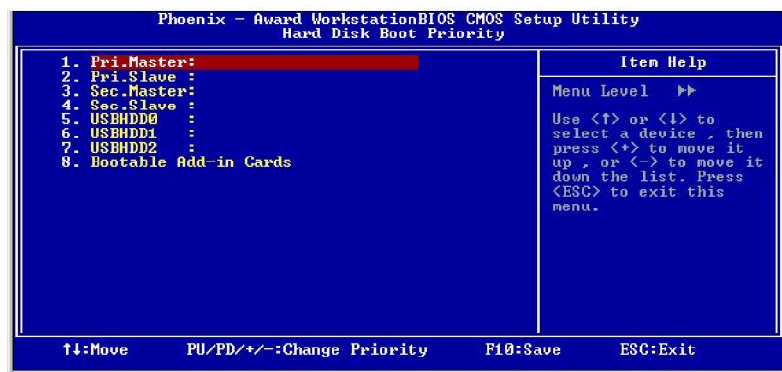 Phoenix - Award WorkstationBIOS CMOS Setup Utility
Hard Disk Boot Priority
1. Pri.Master:
2. Pri.Slave :
3. Sec.Master:
4. Sec.Slave :
5. USBHDD0 :
6. USBHDD1 :
7. USBHDD2 :
8. Bootable Add-in Cards
Item Help
Menu Level ►►
Use <↑> or <↓> to
select a device , then
press <+> to move it
up , or <-> to move it
down the list. Press
<ESC> to exit this
menu.
↑↓:Move PU/PD/+/-:Change Priority F10:Save ESC:Exit